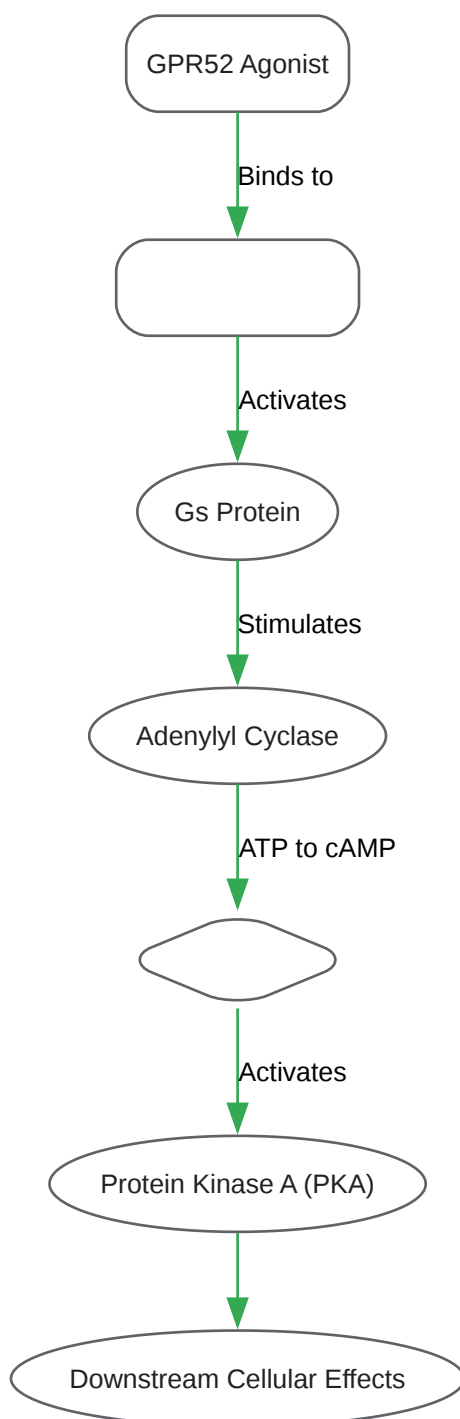 GPR52 Agonist
Binds to
Activates
Gs Protein
Stimulates
Adenylyl Cyclase
ATP to cAMP
Activates
Protein Kinase A (PKA)
Downstream Cellular Effects